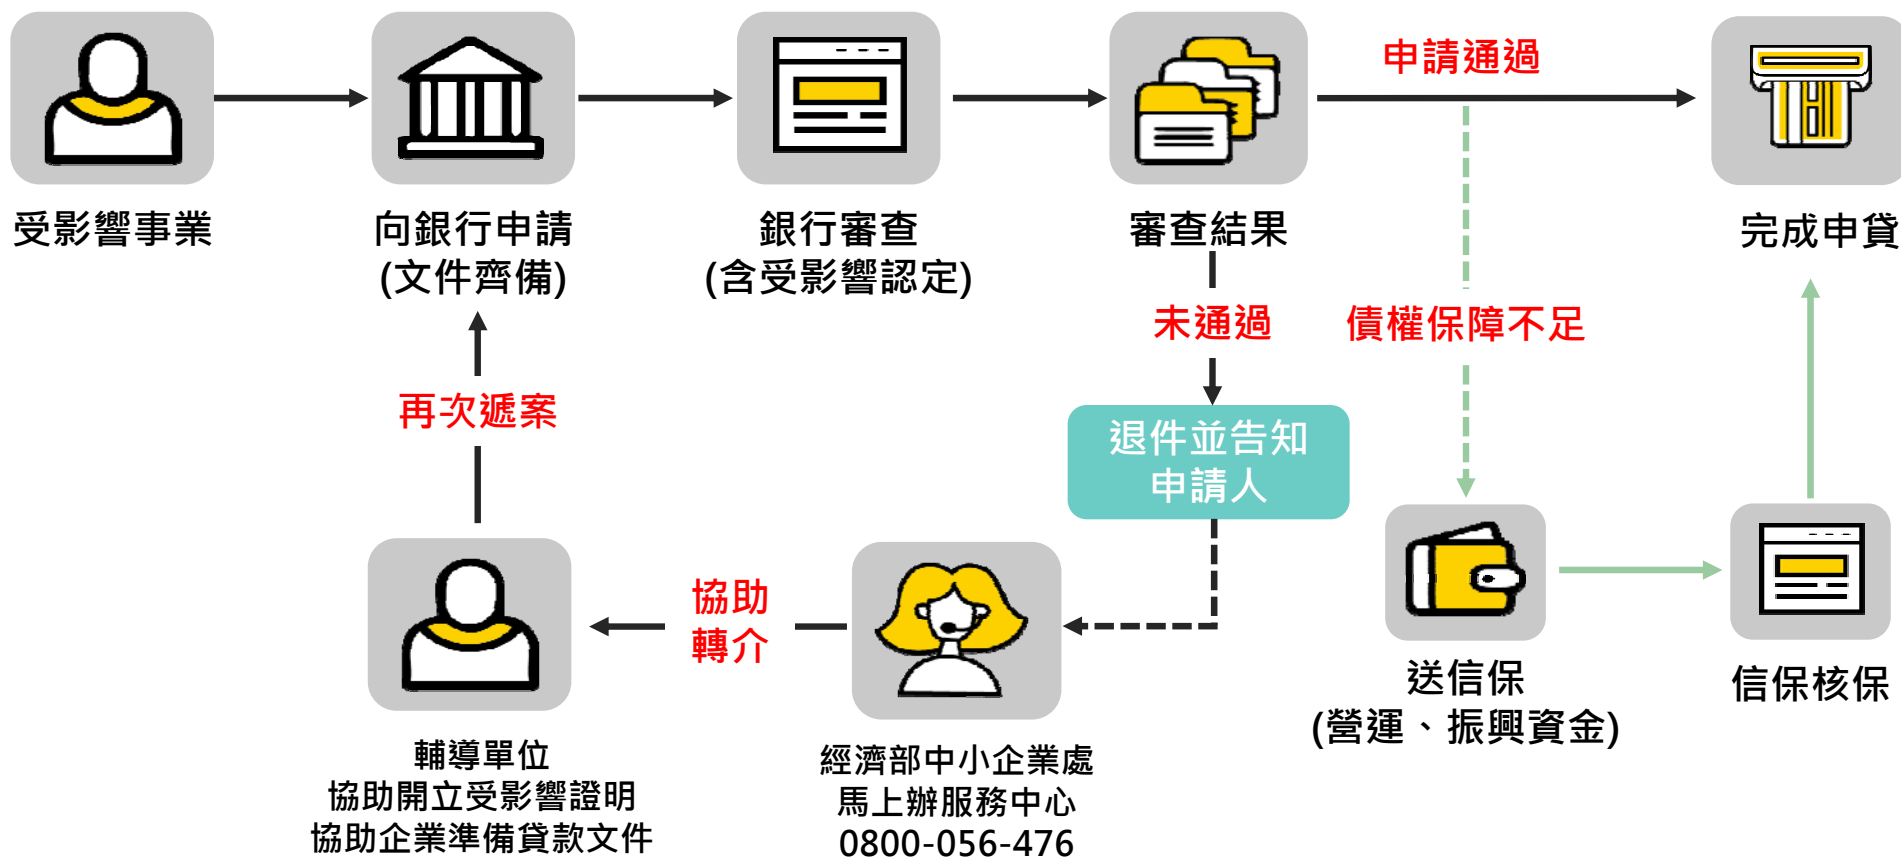 申請通過
受影響事業
向銀行申請
(文件齊備)
銀行審查
(含受影響認定)
審查結果
完成申貸
未通過
債權保障不足
再次遞案
退件並告知
申請人
協助
轉介
送信保
(營運、振興資金)
信保核保
輔導單位
協助開立受影響證明
協助企業準備貸款文件
經濟部中小企業處
馬上辦服務中心
0800-056-476